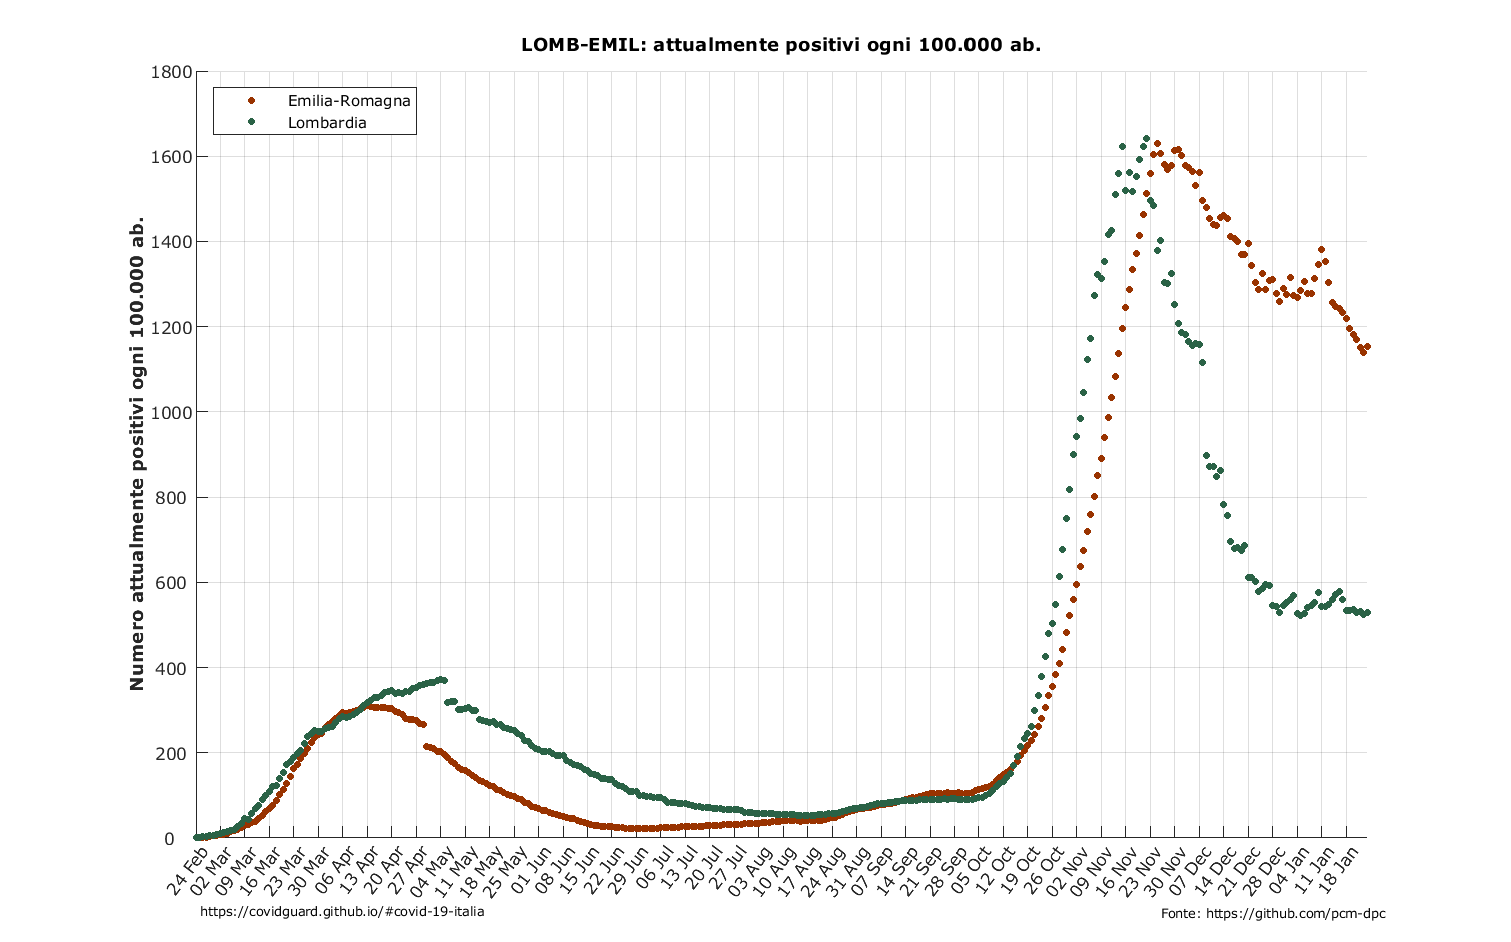 LOMB-EMIL: attualmente positivi ogni 100.000 ab.
Emilia-Romagna
Lombardia
Numero attualmente positivi ogni 100.000 ab.
1800
1600
1400
1200
1000
800
600
400
200
0
24 Feb
02 Mar
09 Mar
16 Mar
23 Mar
30 Mar
06 Apr
13 Apr
20 Apr
27 Apr
04 May
11 May
18 May
25 May
01 Jun
08 Jun
15 Jun
22 Jun
29 Jun
06 Jul
13 Jul
20 Jul
27 Jul
03 Aug
10 Aug
17 Aug
24 Aug
31 Aug
07 Sep
14 Sep
21 Sep
28 Sep
05 Oct
12 Oct
19 Oct
26 Oct
02 Nov
09 Nov
16 Nov
23 Nov
30 Nov
07 Dec
14 Dec
21 Dec
28 Dec
04 Jan
11 Jan
18 Jan
https://covidguard.github.io/#covid-19-italia
Fonte: https://github.com/pcm-dpc